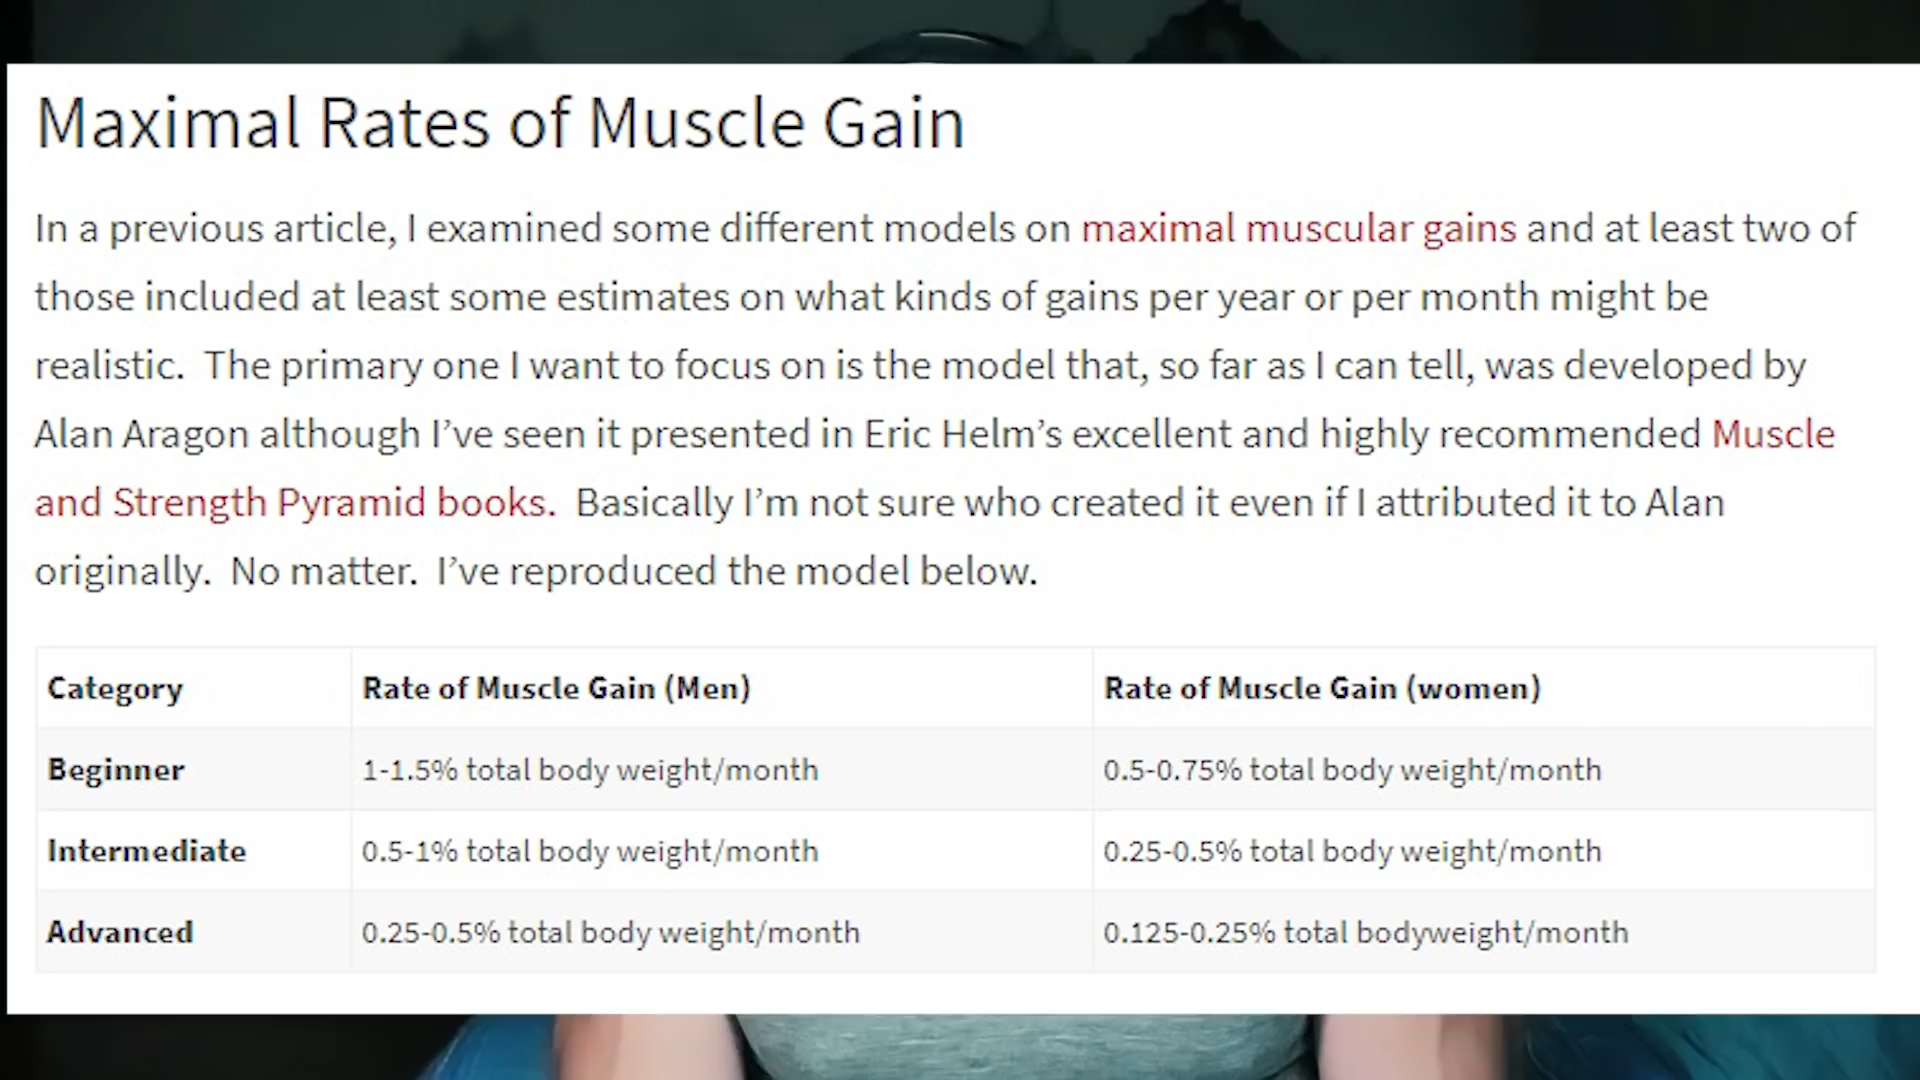 Maximal Rates of Muscle Gain
In a previous article, I examined some different models on maximal muscular gains and at least two of
those included at least some estimates on what kinds of gains per year or per month might be
realistic.  The primary one I want to focus on is the model that, so far as I can tell, was developed by
Alan Aragon although I’ve seen it presented in Eric Helm’s excellent and highly recommended Muscle
and Strength Pyramid books.  Basically I’m not sure who created it even if I attributed it to Alan
originally.  No matter.  I’ve reproduced the model below.
Category Rate of Muscle Gain (Men) Rate of Muscle Gain (women)
Beginner 1-1.5% total body weight/month 0.5-0.75% total body weight/month
Intermediate 0.5-1% total body weight/month 0.25-0.5% total body weight/month
Advanced 0.25-0.5% total body weight/month 0.125-0.25% total bodyweight/month